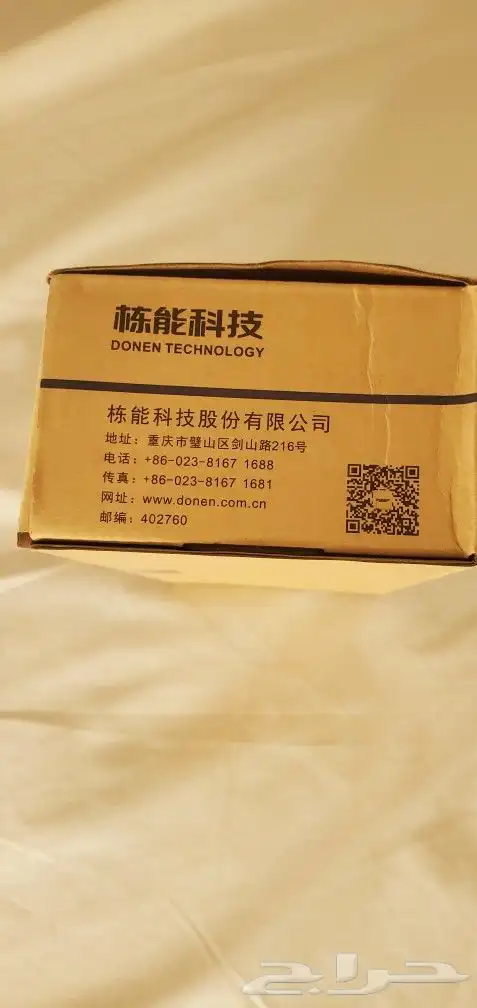 栋能科技
DONEN TECHNOLOGY
栋能科技股份有限公司
地址：重庆市璧山区剑山路216号
电话：+86-023-8167 1688
传真：+86-023-8167 1681
网址：www.donen.com.cn
邮编：402760
حراج